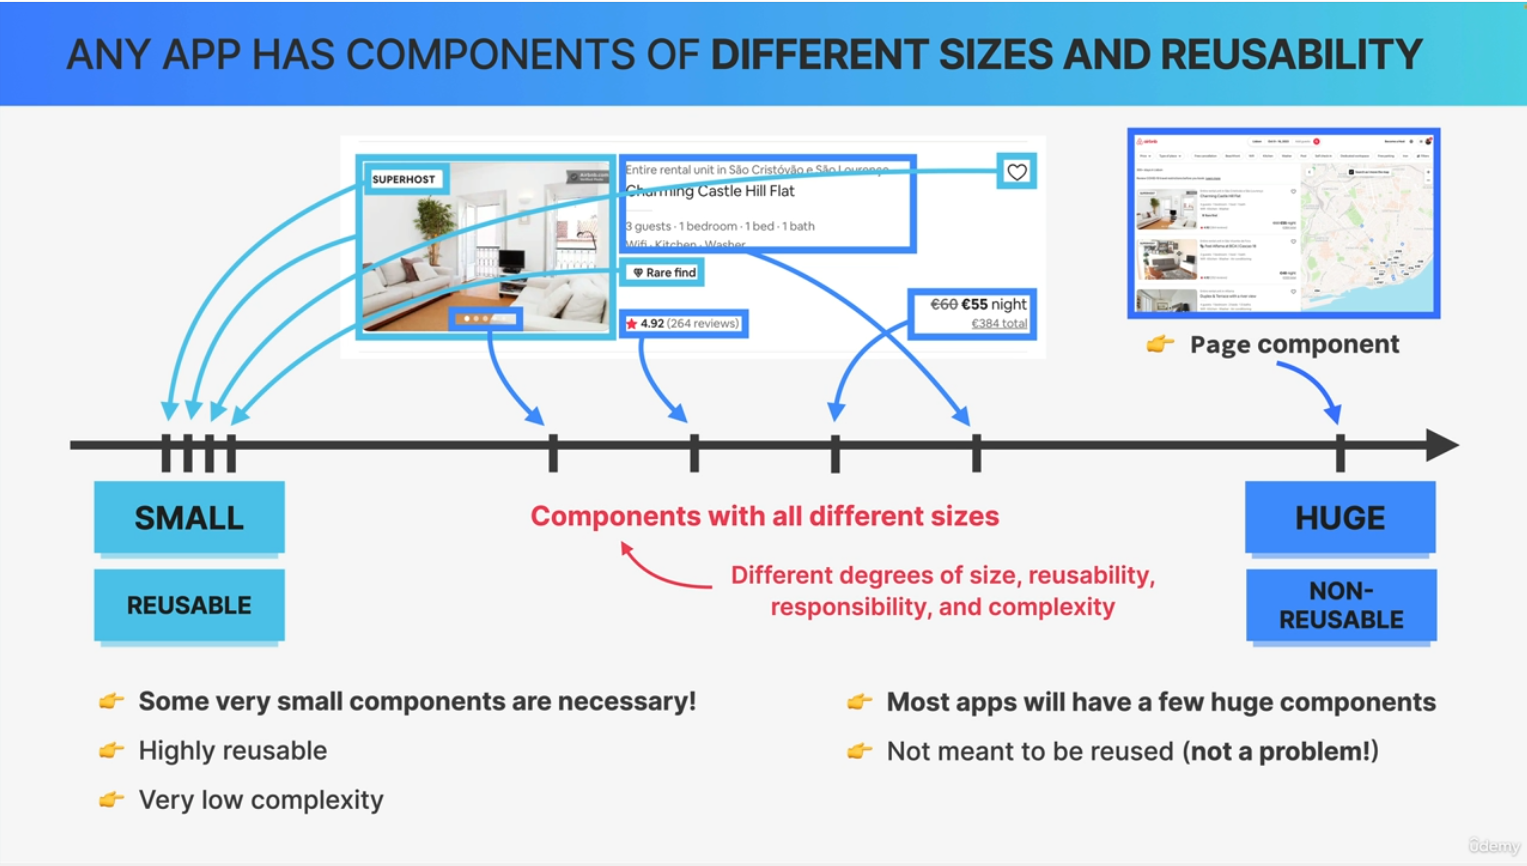 ANY APP HAS COMPONENTS OF DIFFERENT SIZES AND REUSABILITY
SUPERHOST
Entire rental unit in São Cristóvão e São Lourenço
Charming Castle Hill Flat
3 guests · 1 bedroom · 1 bed · 1 bath
Wifi · Kitchen · Washer
Rare find
4.92 (264 reviews)
€60 €55 night
€384 total
👉 Page component
SMALL
REUSABLE
Components with all different sizes
Different degrees of size, reusability,
responsibility, and complexity
HUGE
NON-
REUSABLE
👉 Some very small components are necessary!
👉 Highly reusable
👉 Very low complexity
👉 Most apps will have a few huge components
👉 Not meant to be reused (not a problem!)
ûdemy